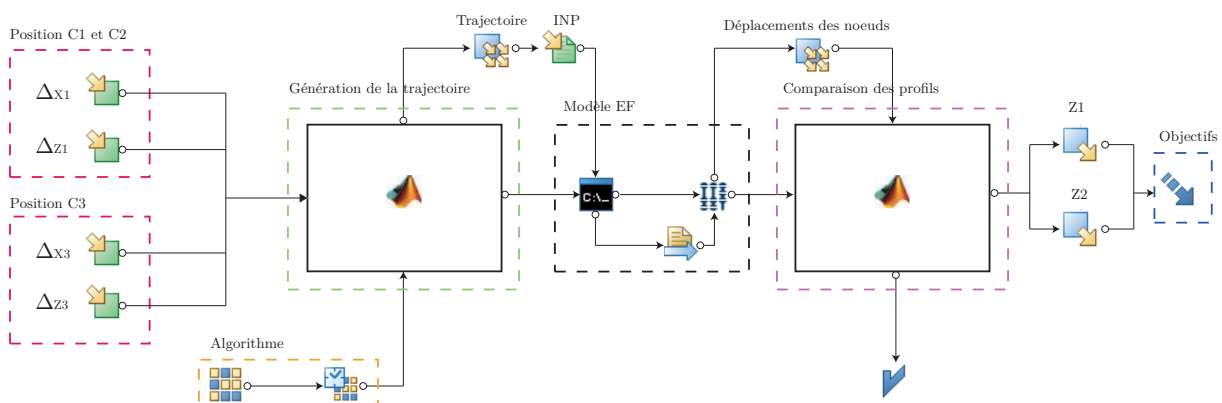 Position C1 et C2
ΔX1
ΔZ1
Position C3
ΔX3
ΔZ3
Algorithme
Génération de la trajectoire
Trajectoire
INP
Modèle EF
C:\_
Déplacements des noeuds
Comparaison des profils
Z1
Z2
Objectifs